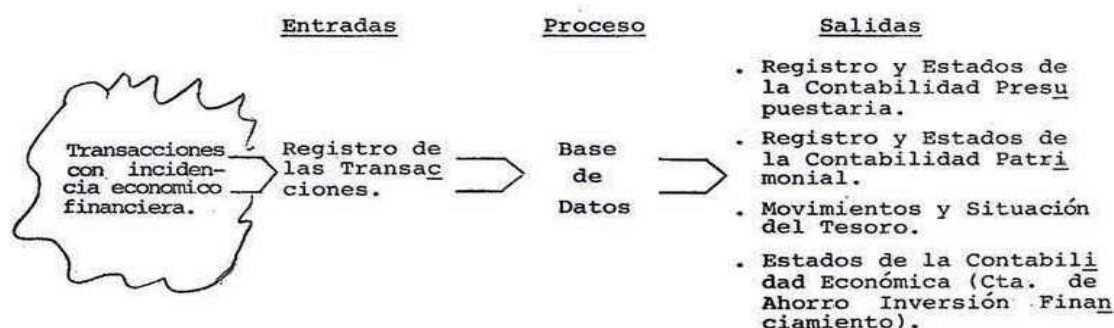 Entradas
Proceso
Salidas
Transacciones
con inciden-
cia economico
financiera.
Registro de
las Transac
ciones.
Base
de
Datos
. Registro y Estados de
la Contabilidad Presu
puestaria.
. Registro y Estados de
la Contabilidad Patri
monial.
. Movimientos y Situación
del Tesoro.
. Estados de la Contabili
dad Económica (Cta. de
Ahorro Inversión Finan
ciamiento).